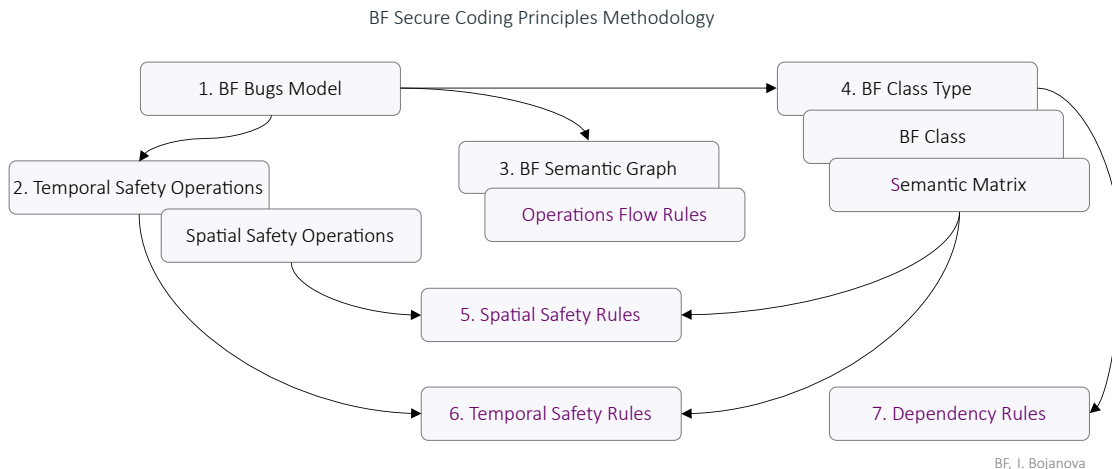 BF Secure Coding Principles Methodology
1. BF Bugs Model
4. BF Class Type
BF Class
Semantic Matrix
3. BF Semantic Graph
Operations Flow Rules
2. Temporal Safety Operations
Spatial Safety Operations
5. Spatial Safety Rules
6. Temporal Safety Rules
7. Dependency Rules
BF, I. Bojanova